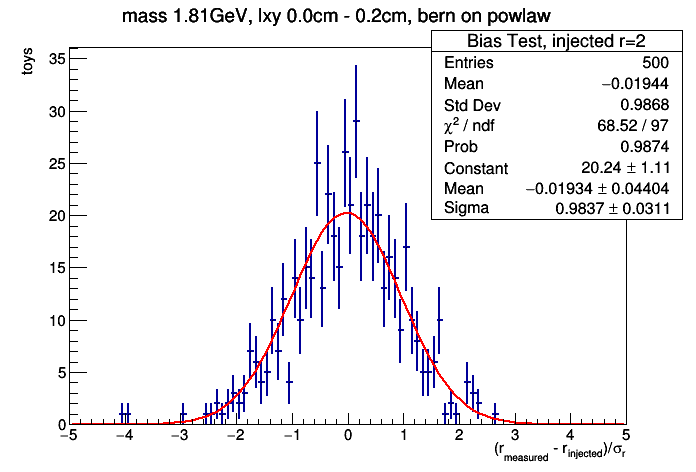 mass 1.81GeV, lxy 0.0cm - 0.2cm, bern on powlaw
toys
Bias Test, injected r=2
Entries 500
Mean −0.01944
Std Dev 0.9868
χ² / ndf 68.52 / 97
Prob 0.9874
Constant 20.24 ± 1.11
Mean −0.01934 ± 0.04404
Sigma 0.9837 ± 0.0311
35
30
25
20
15
10
5
0
−5 −4 −3 −2 −1 0 1 2 3 4 5
(r_measured - r_injected)/σ_r